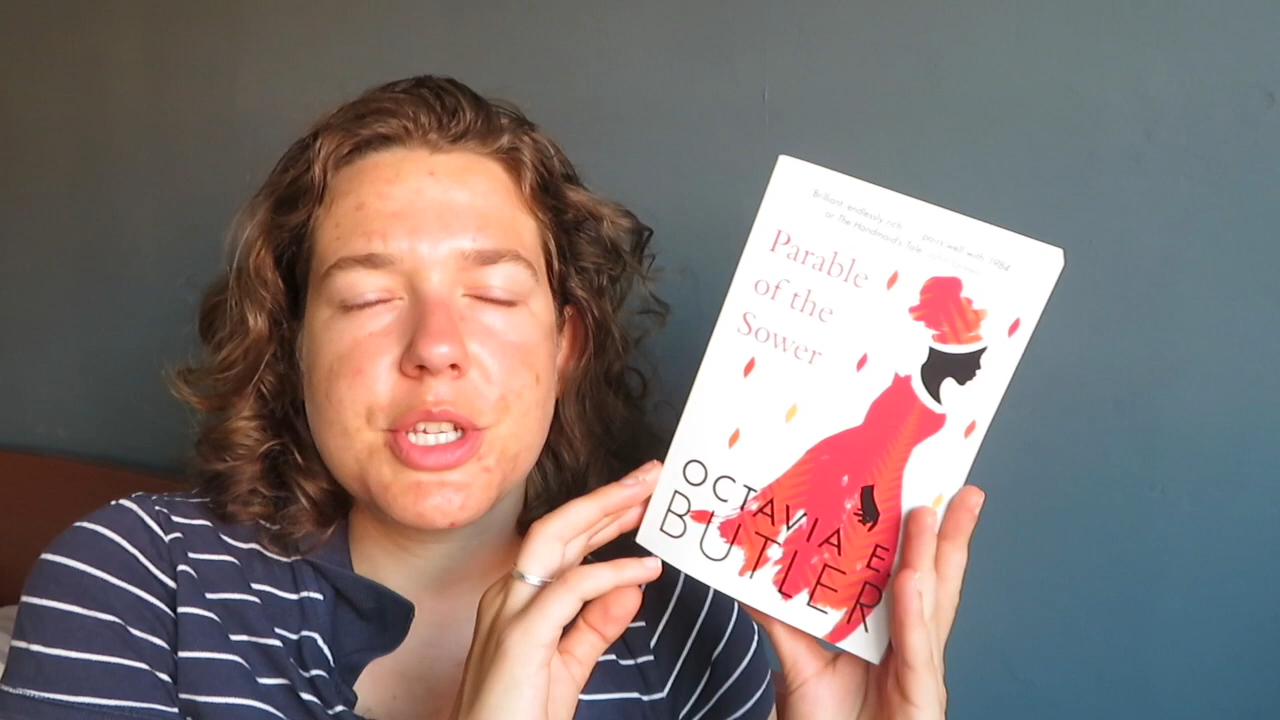 Brilliant, endlessly rich pairs well with 1984
or The Handmaid's Tale
Parable
of the
Sower
OCTAVIA E
BUTLER